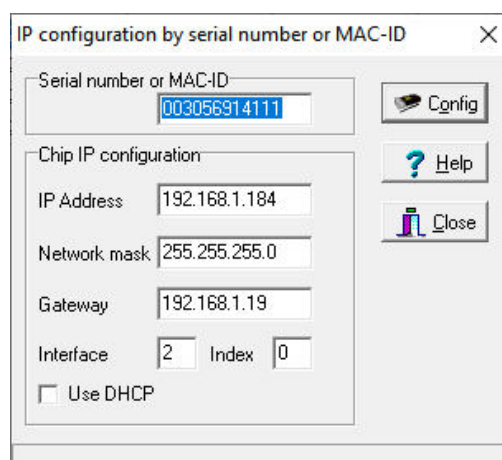 IP configuration by serial number or MAC-ID
Serial number or MAC-ID
003056914111
Config
Chip IP configuration
Help
IP Address 192.168.1.184
Close
Network mask 255.255.255.0
Gateway 192.168.1.19
Interface 2 Index 0
Use DHCP